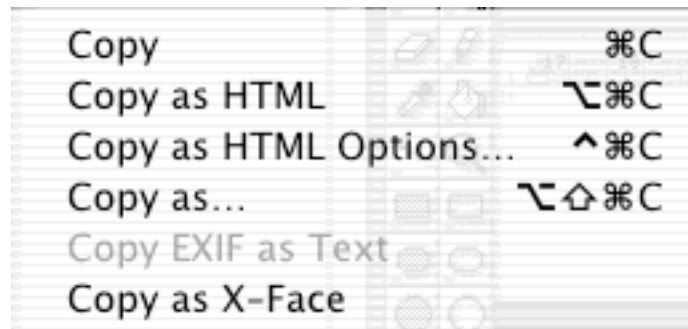 Copy ⌘C
Copy as HTML ⌥⌘C
Copy as HTML Options... ^⌘C
Copy as... ⌥⇧⌘C
Copy EXIF as Text
Copy as X-Face